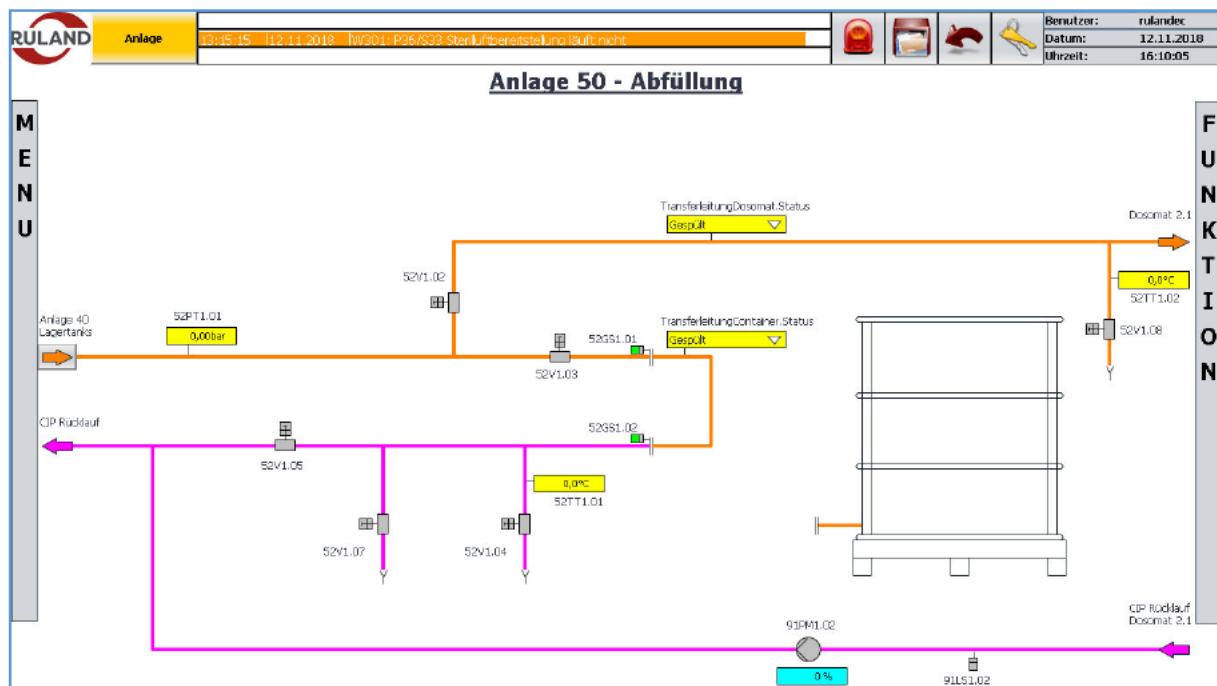 RULAND
Anlage
13:15:15 12.11.2018 W301: P36/S33 Steriluftbereitstellung läuft nicht
Benutzer: rulandec
Datum: 12.11.2018
Uhrzeit: 16:10:05
Anlage 50 - Abfüllung
MENU
FUNKTION
TransferleitungDosomat.Status
Gespült
Dosomat 2.1
52V1.02
0,0°C
52TT1.02
52PT1.01
0,00bar
Anlage 40
Lagertanks
TransferleitungContainer.Status
Gespült
52GS1.01
52V1.03
52V1.08
CIP Rücklauf
52GS1.02
52V1.05
0,0°C
52TT1.01
52V1.07
52V1.04
CIP Rücklauf
Dosomat 2.1
91PM1.02
0 %
91LS1.02